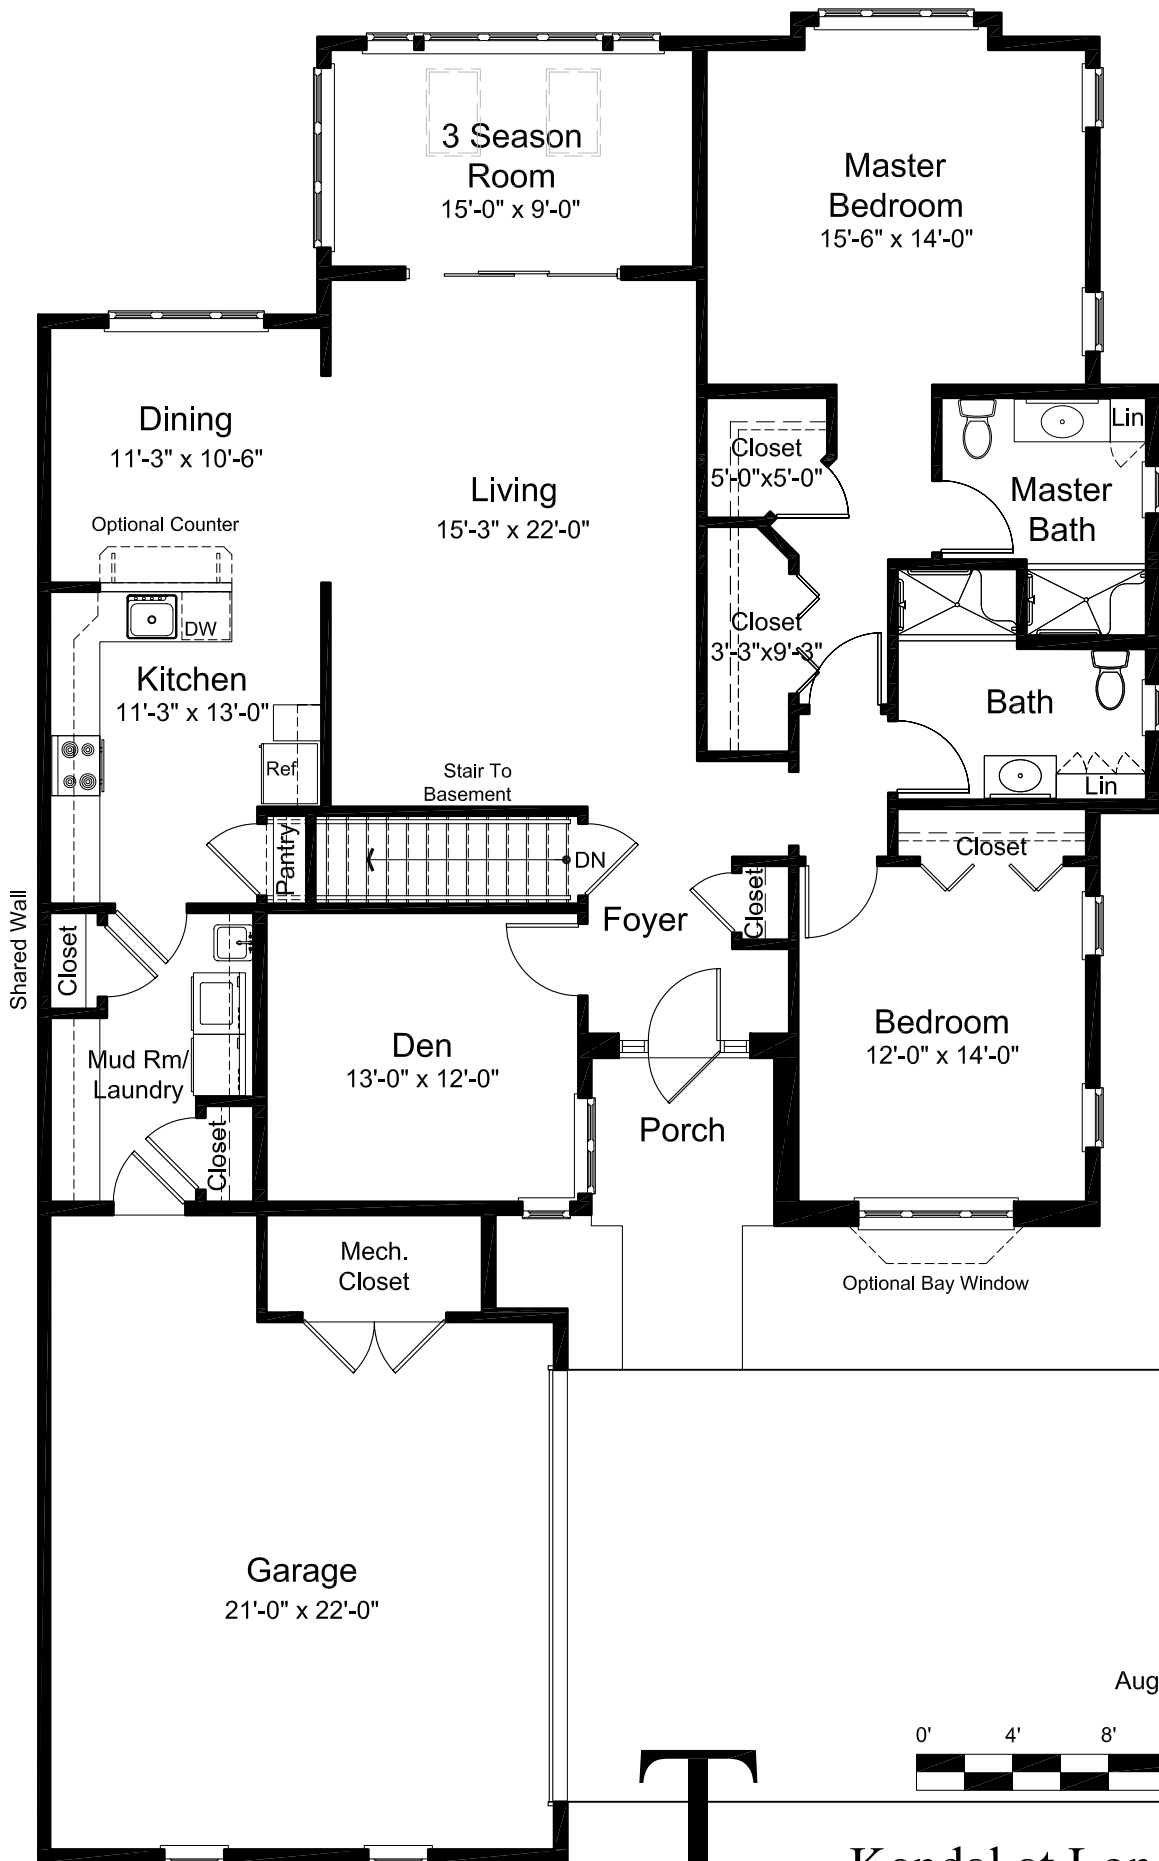 3 Season
Room
15'-0" x 9'-0"
Master
Bedroom
15'-6" x 14'-0"
Dining
11'-3" x 10'-6"
Optional Counter
Living
15'-3" x 22'-0"
Closet
5'-0"x5'-0"
Lin
Master
Bath
DW
Closet
3'-3"x9'-3"
Kitchen
11'-3" x 13'-0"
Bath
Ref
Stair To
Basement
Lin
Pantry
DN
Closet
Shared Wall
Closet
Foyer
Closet
Den
13'-0" x 12'-0"
Bedroom
12'-0" x 14'-0"
Mud Rm/
Laundry
Porch
Closet
Mech.
Closet
Optional Bay Window
Garage
21'-0" x 22'-0"
Aug
0' 4' 8'
T
Kendal at Lon